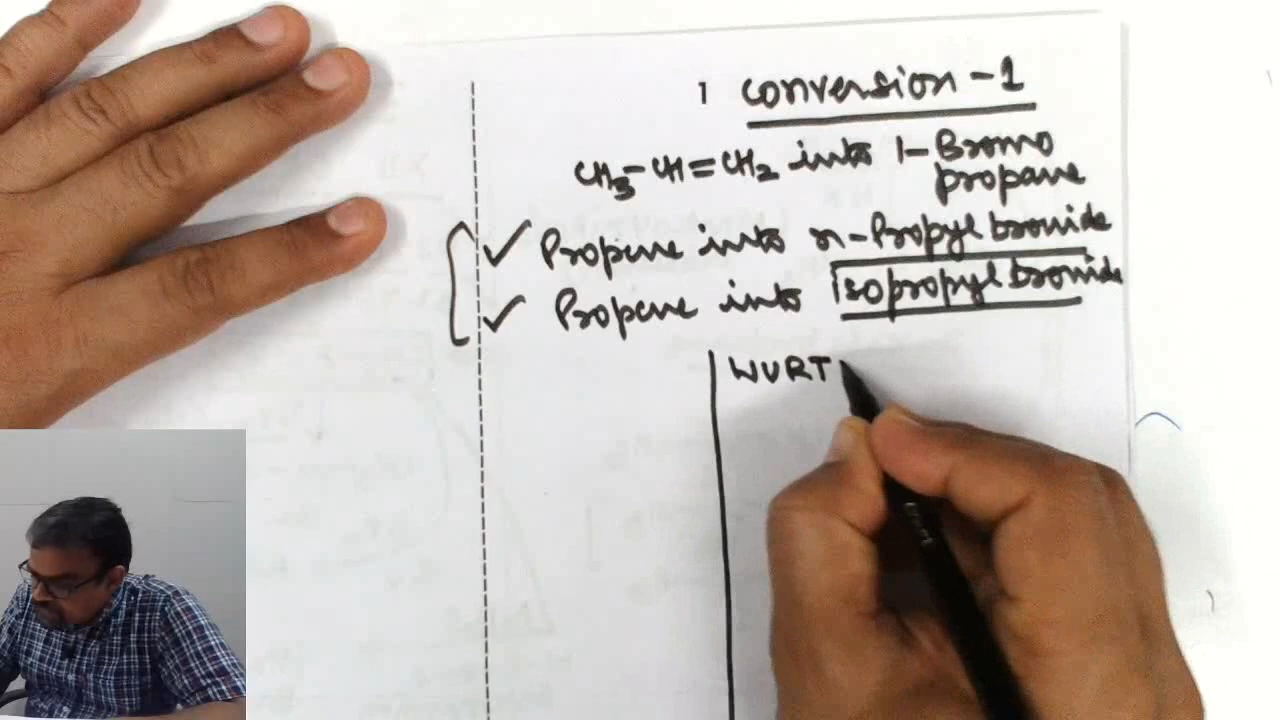 1 conversion - 1
CH3 - CH = CH2 into 1 - Bromo
propane
✓ Propene into n - Propyl bromide
✓ Propene into Isopropyl bromide
WURT